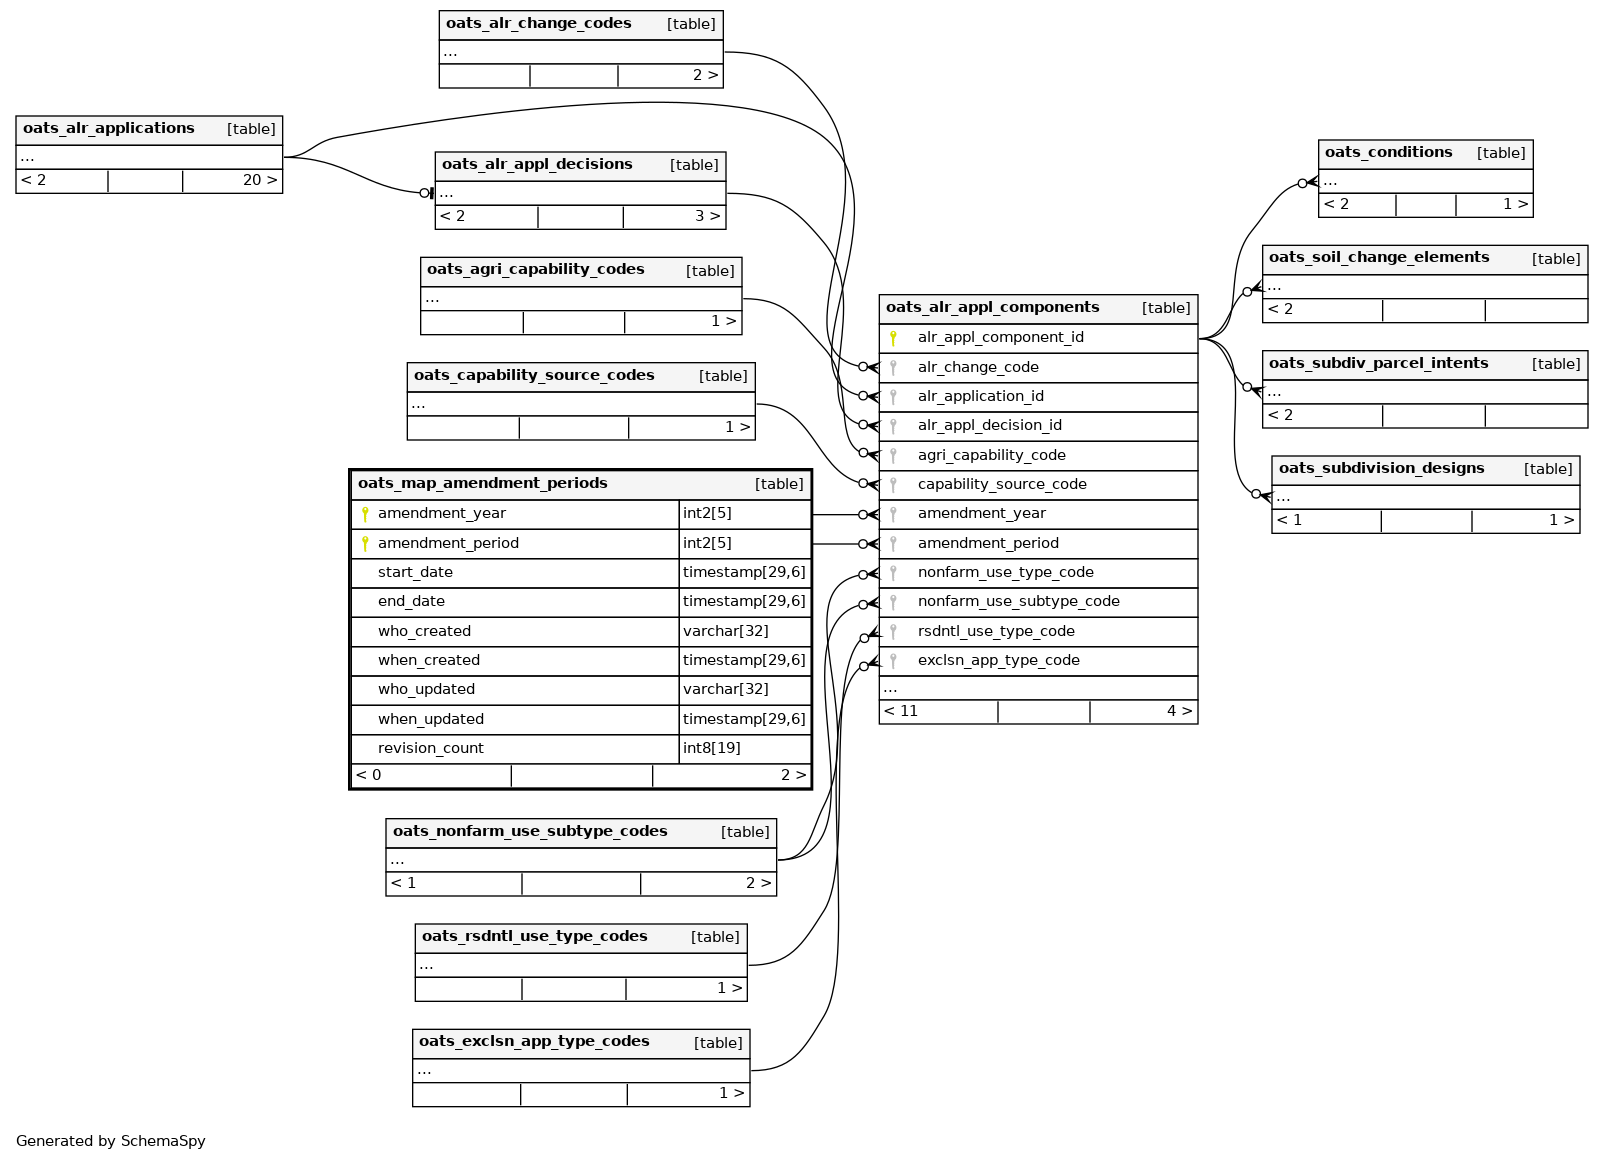 oats_alr_change_codes [table]
...
2 >
oats_alr_applications [table]
...
< 2 20 >
oats_alr_appl_decisions [table]
...
< 2 3 >
oats_agri_capability_codes [table]
...
1 >
oats_capability_source_codes [table]
...
1 >
oats_map_amendment_periods [table]
amendment_year int2[5]
amendment_period int2[5]
start_date timestamp[29,6]
end_date timestamp[29,6]
who_created varchar[32]
when_created timestamp[29,6]
who_updated varchar[32]
when_updated timestamp[29,6]
revision_count int8[19]
< 0 2 >
oats_nonfarm_use_subtype_codes [table]
...
< 1 2 >
oats_rsdntl_use_type_codes [table]
...
1 >
oats_exclsn_app_type_codes [table]
...
1 >
oats_alr_appl_components [table]
alr_appl_component_id
alr_change_code
alr_application_id
alr_appl_decision_id
agri_capability_code
capability_source_code
amendment_year
amendment_period
nonfarm_use_type_code
nonfarm_use_subtype_code
rsdntl_use_type_code
exclsn_app_type_code
...
< 11 4 >
oats_conditions [table]
...
< 2 1 >
oats_soil_change_elements [table]
...
< 2
oats_subdiv_parcel_intents [table]
...
< 2
oats_subdivision_designs [table]
...
< 1 1 >
Generated by SchemaSpy